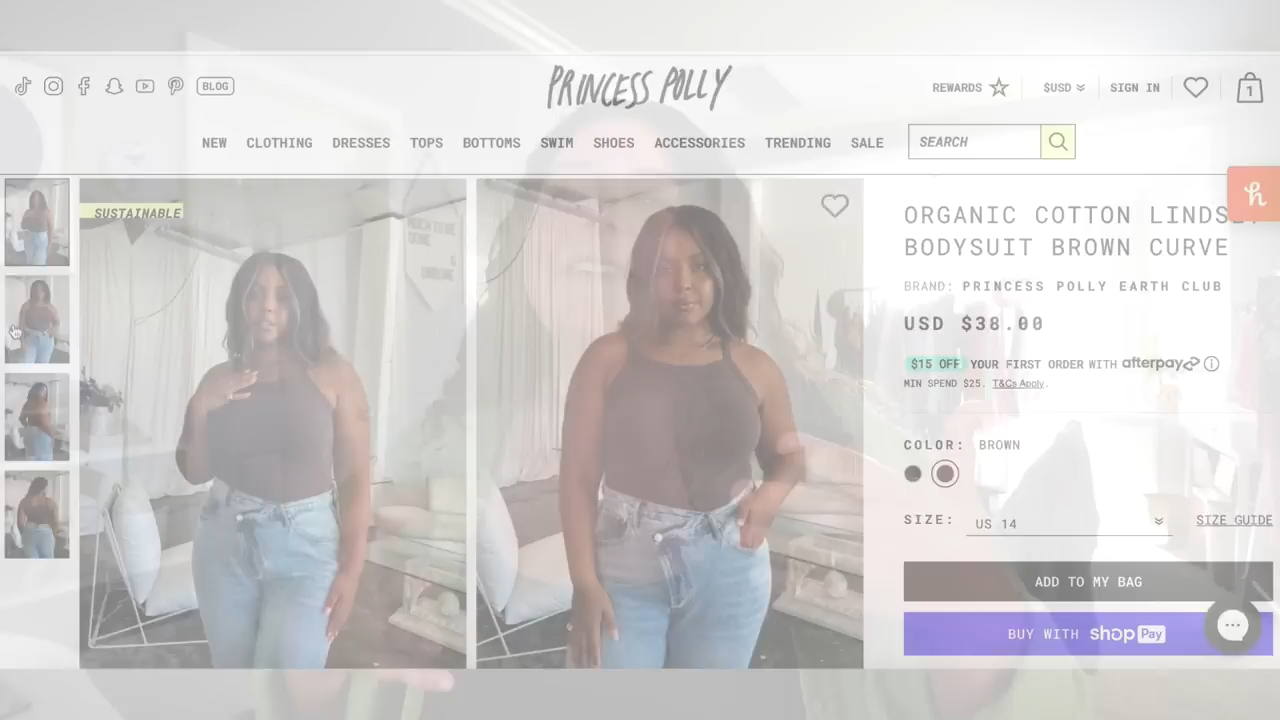 BLOG
PRINCESS POLLY
REWARDS
$USD
SIGN IN
1
NEW
CLOTHING
DRESSES
TOPS
BOTTOMS
SWIM
SHOES
ACCESSORIES
TRENDING
SALE
SEARCH
SUSTAINABLE
ORGANIC COTTON
BODYSUIT BROWN CURVE
BRAND: PRINCESS POLLY EARTH CLUB
USD $38.00
$15 OFF YOUR FIRST ORDER WITH afterpay
MIN SPEND $25. T&Cs Apply.
COLOR: BROWN
SIZE: US 14
SIZE GUIDE
ADD TO MY BAG
BUY WITH shop Pay